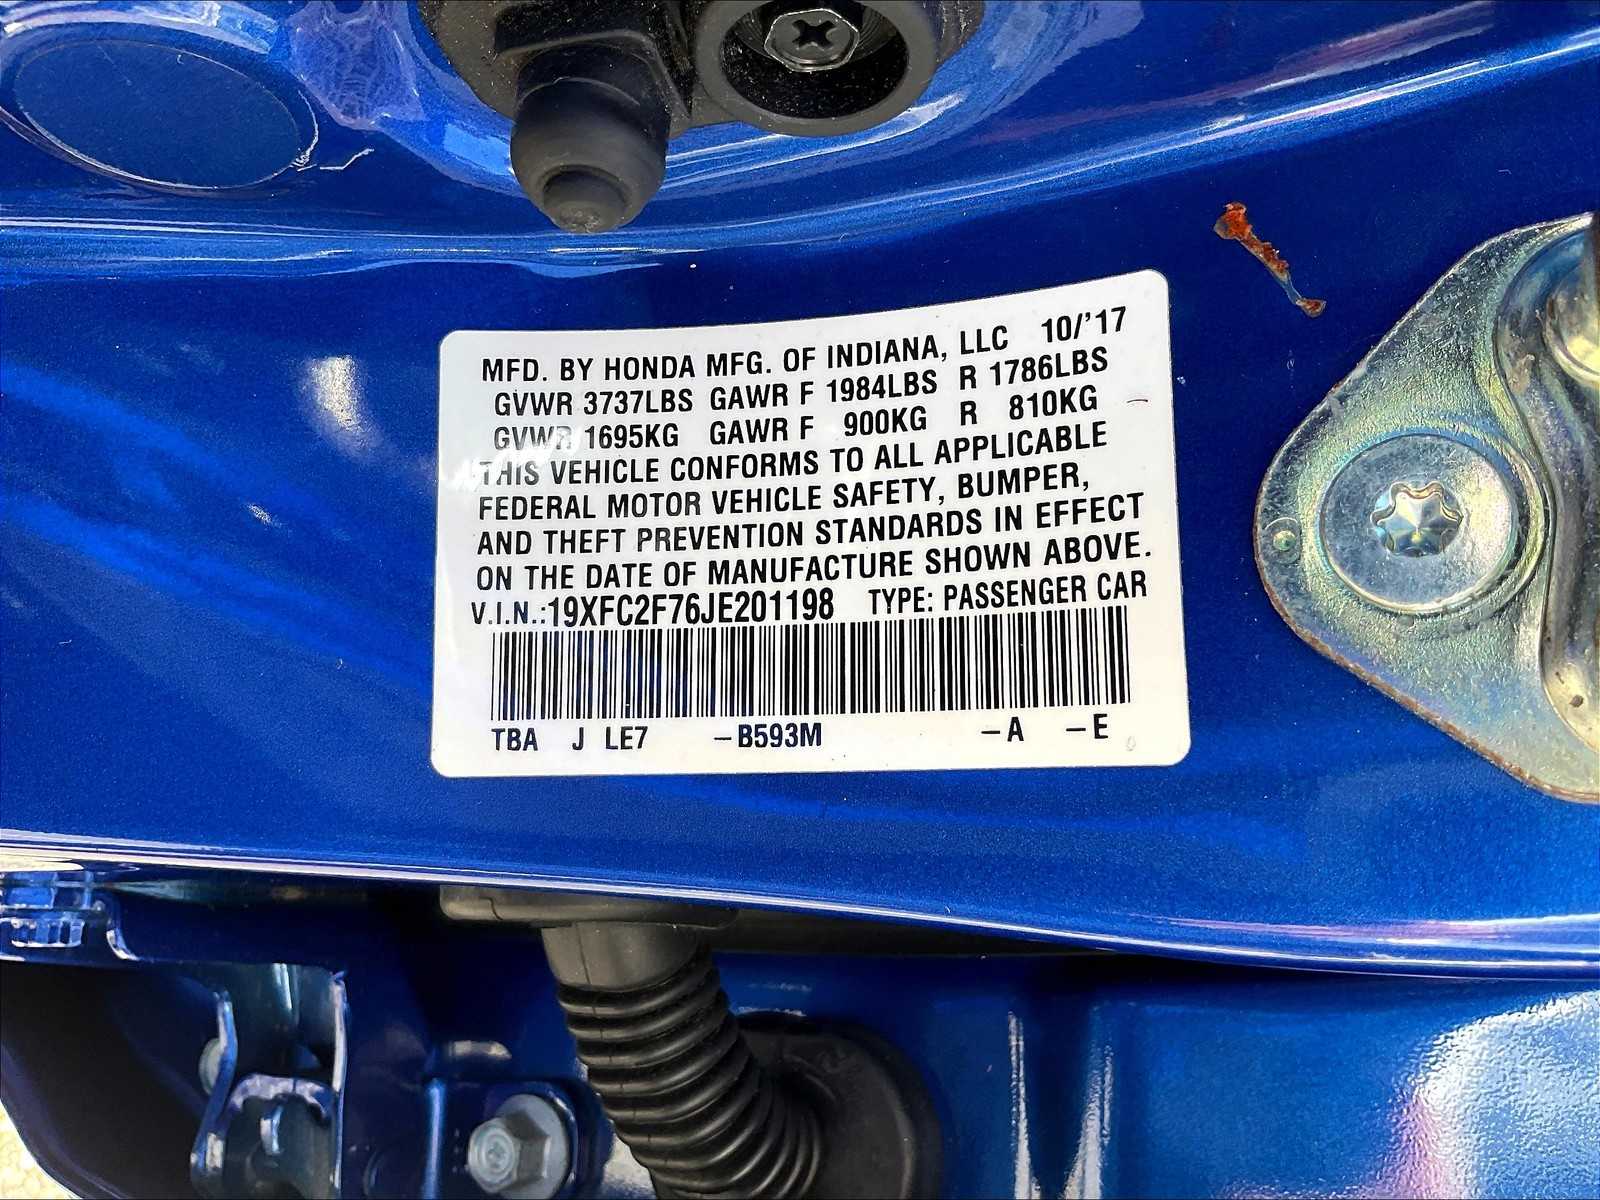 MFD. BY HONDA MFG. OF INDIANA, LLC 10/'17
GVWR 3737LBS GAWR F 1984LBS R 1786LBS
GVWR 1695KG GAWR F 900KG R 810KG
THIS VEHICLE CONFORMS TO ALL APPLICABLE
FEDERAL MOTOR VEHICLE SAFETY, BUMPER,
AND THEFT PREVENTION STANDARDS IN EFFECT
ON THE DATE OF MANUFACTURE SHOWN ABOVE.
V.I.N.:19XFC2F76JE201198 TYPE: PASSENGER CAR
TBA J LE7 -B593M -A -E